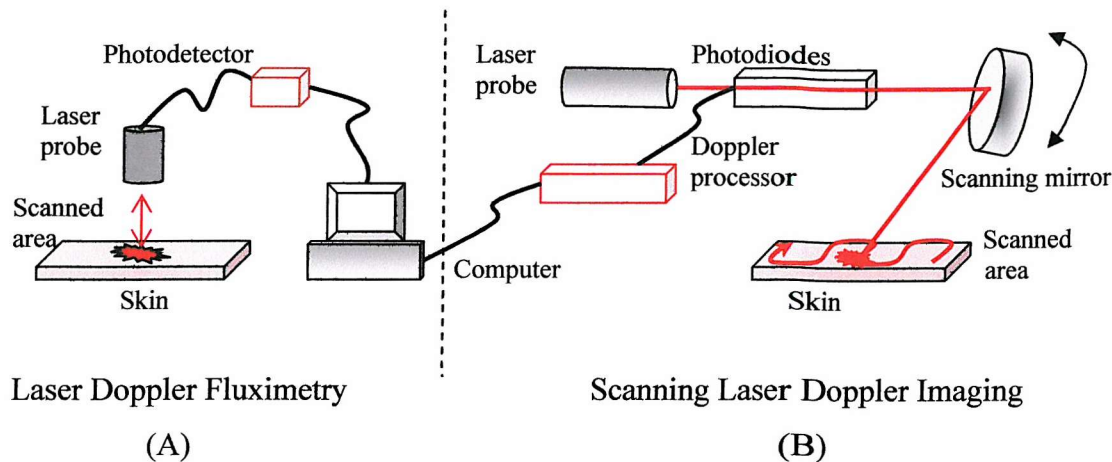 Photodetector
Laser
probe
Scanned
area
Skin
Computer
Laser
probe
Photodiodes
Doppler
processor
Scanning mirror
Scanned
area
Skin
Laser Doppler Fluximetry
(A)
Scanning Laser Doppler Imaging
(B)